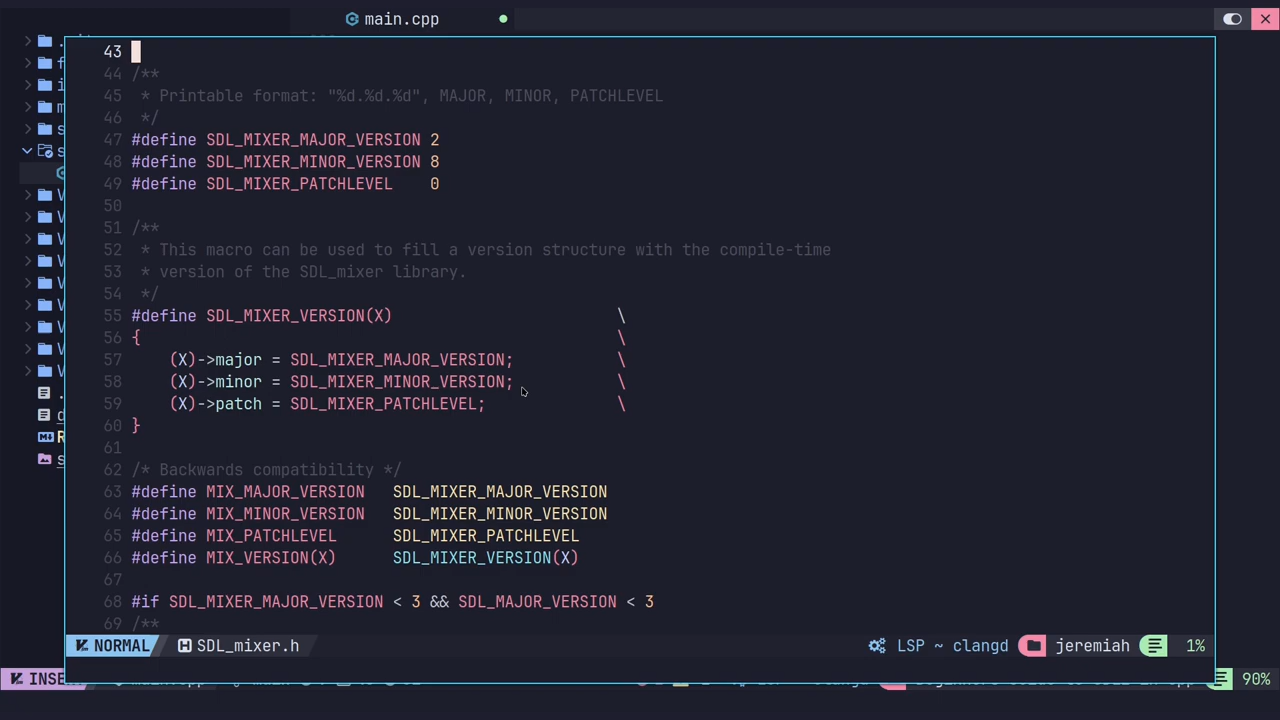 main.cpp
43
44 /**
45  * Printable format: "%d.%d.%d", MAJOR, MINOR, PATCHLEVEL
46  */
47 #define SDL_MIXER_MAJOR_VERSION 2
48 #define SDL_MIXER_MINOR_VERSION 8
49 #define SDL_MIXER_PATCHLEVEL    0
50
51 /**
52  * This macro can be used to fill a version structure with the compile-time
53  * version of the SDL_mixer library.
54  */
55 #define SDL_MIXER_VERSION(X)                        \
56 {                                                   \
57     (X)->major = SDL_MIXER_MAJOR_VERSION;           \
58     (X)->minor = SDL_MIXER_MINOR_VERSION;           \
59     (X)->patch = SDL_MIXER_PATCHLEVEL;              \
60 }
61
62 /* Backwards compatibility */
63 #define MIX_MAJOR_VERSION   SDL_MIXER_MAJOR_VERSION
64 #define MIX_MINOR_VERSION   SDL_MIXER_MINOR_VERSION
65 #define MIX_PATCHLEVEL      SDL_MIXER_PATCHLEVEL
66 #define MIX_VERSION(X)      SDL_MIXER_VERSION(X)
67
68 #if SDL_MIXER_MAJOR_VERSION < 3 && SDL_MAJOR_VERSION < 3
69 /**
NORMAL SDL_mixer.h LSP ~ clangd jeremiah 1%
90%